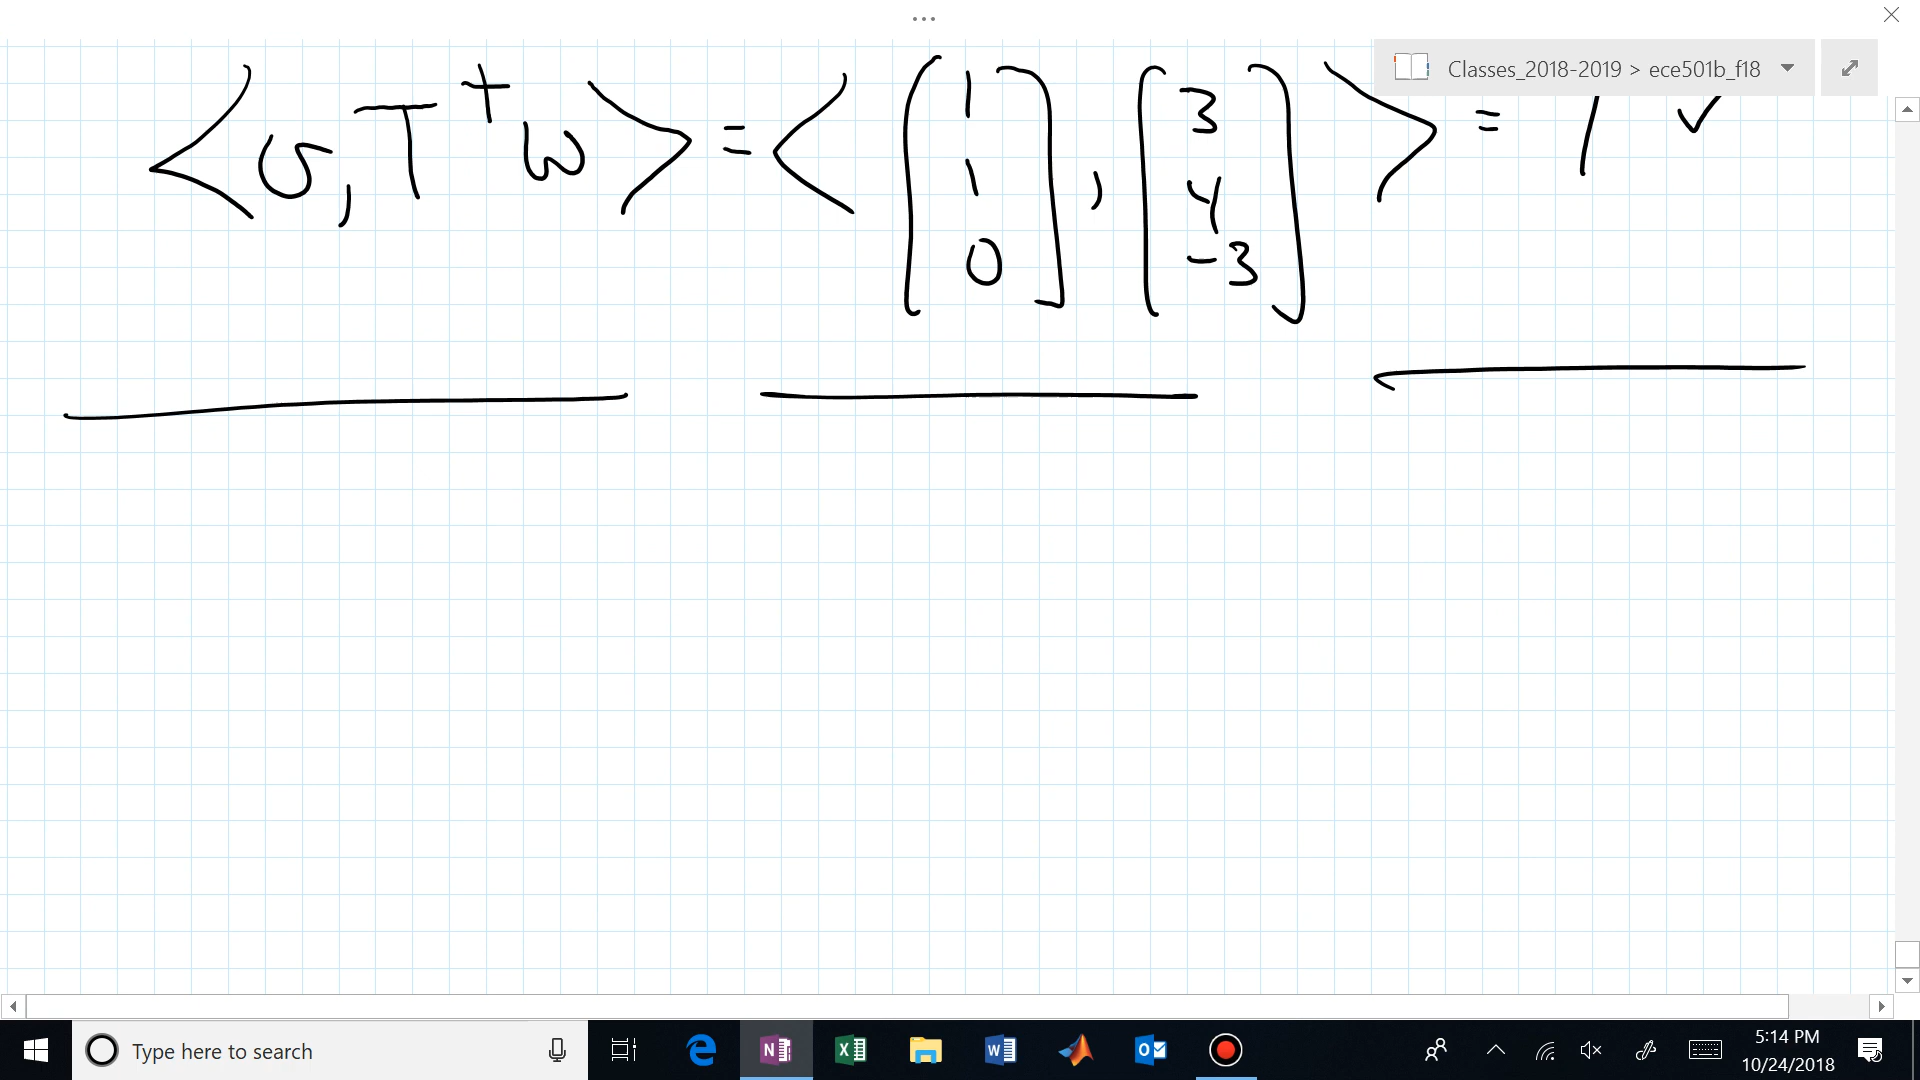 Classes_2018-2019 > ece501b_f18
<v, T⁺ w> = < [1 1 0], [3 4 -3] > = 7 ✓
Type here to search
5:14 PM
10/24/2018